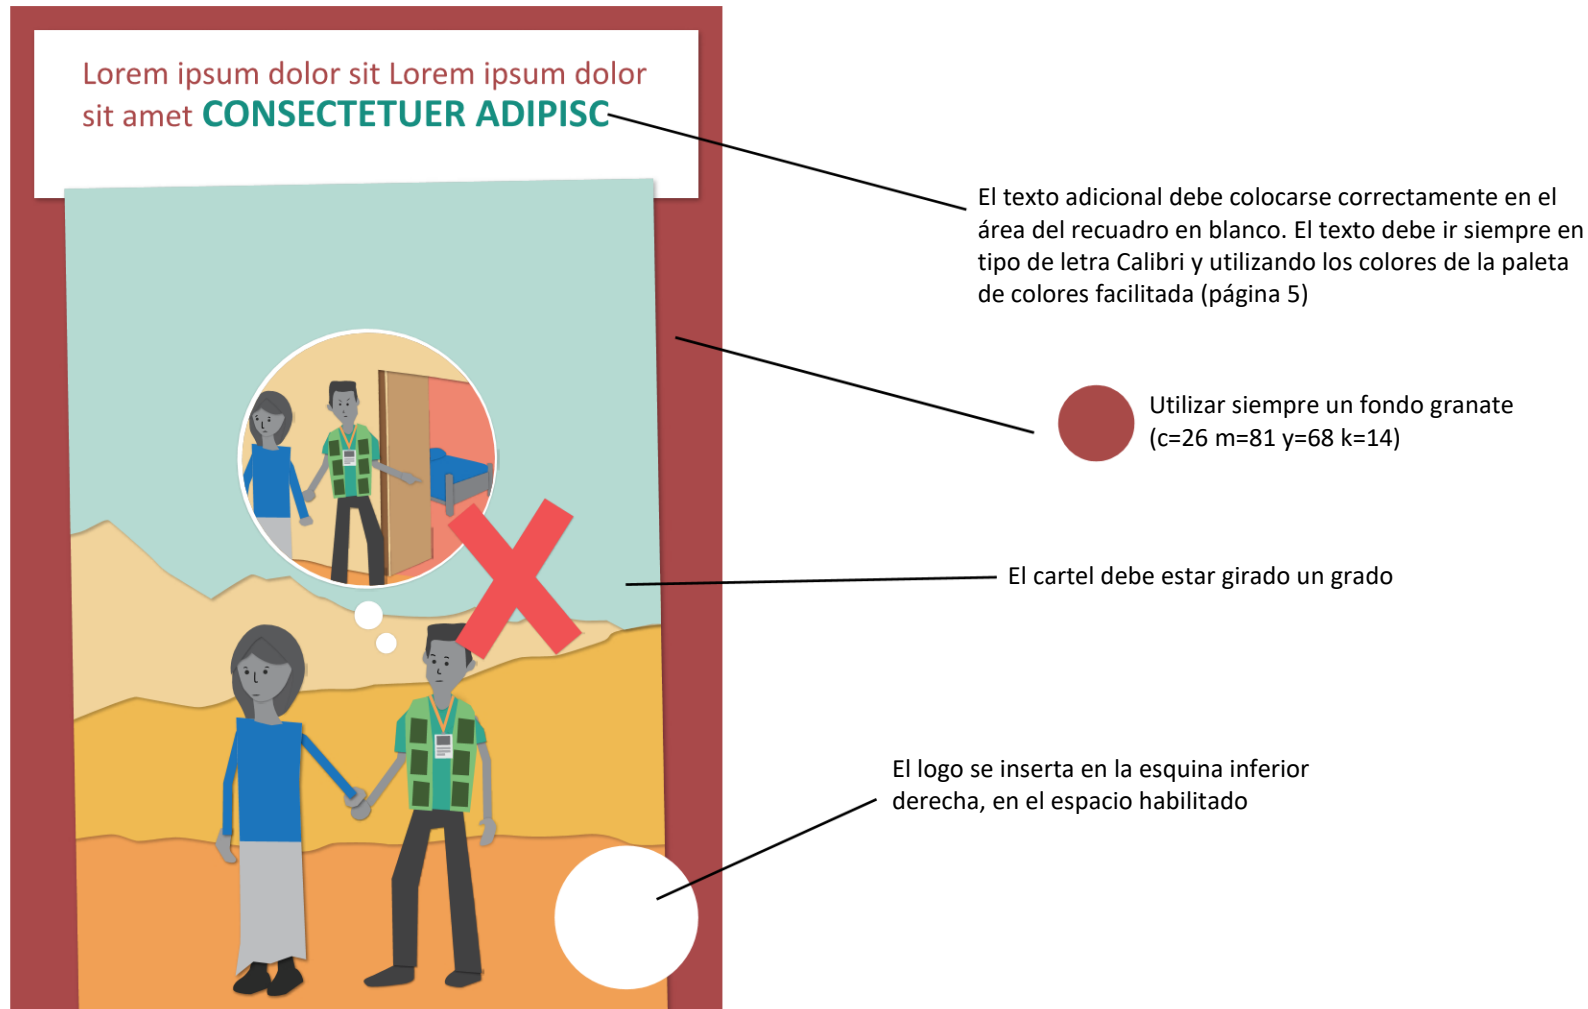 Lorem ipsum dolor sit Lorem ipsum dolor
sit amet CONSECTETUER ADIPISC
El texto adicional debe colocarse correctamente en el
área del recuadro en blanco. El texto debe ir siempre en
tipo de letra Calibri y utilizando los colores de la paleta
de colores facilitada (página 5)
Utilizar siempre un fondo granate
(c=26 m=81 y=68 k=14)
El cartel debe estar girado un grado
El logo se inserta en la esquina inferior
derecha, en el espacio habilitado